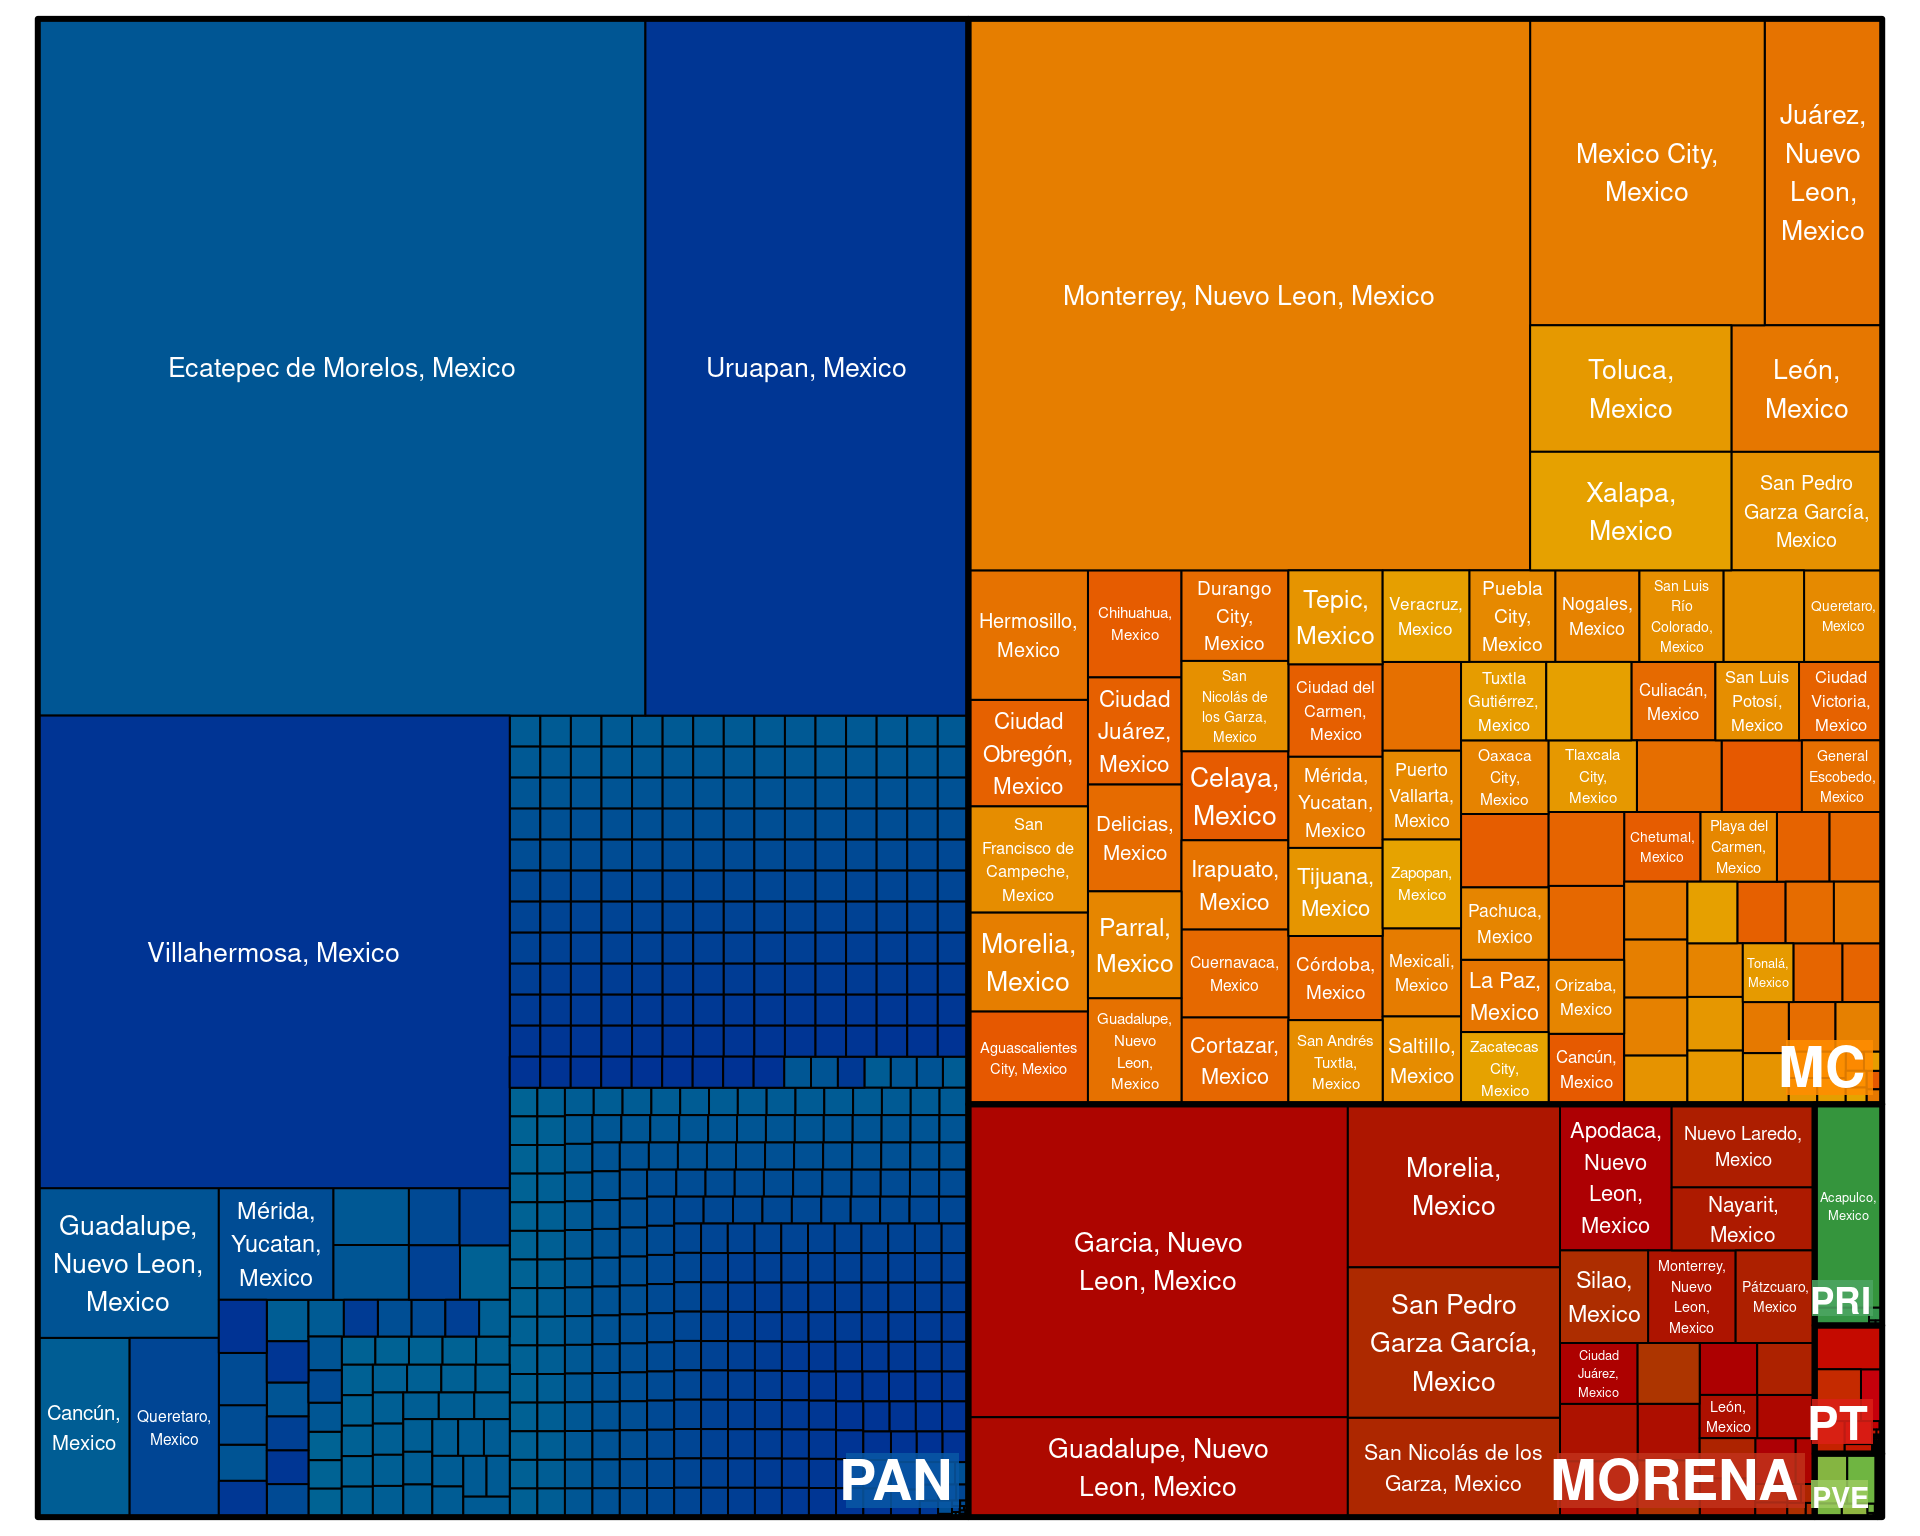 Ecatepec de Morelos, Mexico
Uruapan, Mexico
Villahermosa, Mexico
Guadalupe,
Nuevo Leon,
Mexico
Mérida,
Yucatan,
Mexico
Cancún,
Mexico
Queretaro,
Mexico
PAN
Monterrey, Nuevo Leon, Mexico
Mexico City,
Mexico
Juárez,
Nuevo
Leon,
Mexico
Toluca,
Mexico
León,
Mexico
Xalapa,
Mexico
San Pedro
Garza García,
Mexico
Hermosillo,
Mexico
Ciudad
Obregón,
Mexico
San
Francisco de
Campeche,
Mexico
Morelia,
Mexico
Aguascalientes
City, Mexico
Chihuahua,
Mexico
Ciudad
Juárez,
Mexico
Delicias,
Mexico
Parral,
Mexico
Guadalupe,
Nuevo
Leon,
Mexico
Durango
City,
Mexico
San
Nicolás de
los Garza,
Mexico
Celaya,
Mexico
Irapuato,
Mexico
Cuernavaca,
Mexico
Cortazar,
Mexico
Tepic,
Mexico
Ciudad del
Carmen,
Mexico
Mérida,
Yucatan,
Mexico
Tijuana,
Mexico
Córdoba,
Mexico
San Andrés
Tuxtla,
Mexico
Veracruz,
Mexico
Puerto
Vallarta,
Mexico
Zapopan,
Mexico
Mexicali,
Mexico
Saltillo,
Mexico
Puebla
City,
Mexico
Nogales,
Mexico
San Luis
Río
Colorado,
Mexico
Queretaro,
Mexico
Tuxtla
Gutiérrez,
Mexico
Culiacán,
Mexico
San Luis
Potosí,
Mexico
Ciudad
Victoria,
Mexico
Oaxaca
City,
Mexico
Tlaxcala
City,
Mexico
General
Escobedo,
Mexico
Chetumal,
Mexico
Playa del
Carmen,
Mexico
Pachuca,
Mexico
La Paz,
Mexico
Orizaba,
Mexico
Tonalá,
Mexico
Zacatecas
City,
Mexico
Cancún,
Mexico
MC
Garcia, Nuevo
Leon, Mexico
Guadalupe, Nuevo
Leon, Mexico
Morelia,
Mexico
San Pedro
Garza García,
Mexico
San Nicolás de los
Garza, Mexico
Apodaca,
Nuevo
Leon,
Mexico
Nuevo Laredo,
Mexico
Nayarit,
Mexico
Silao,
Mexico
Monterrey,
Nuevo
Leon,
Mexico
Pátzcuaro,
Mexico
Ciudad
Juárez,
Mexico
León,
Mexico
MORENA
Acapulco,
Mexico
PRI
PT
PVE